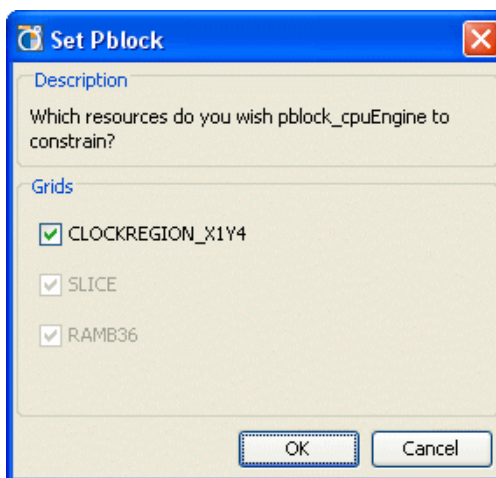 Set Pblock
Description
Which resources do you wish pblock_cpuEngine to
constrain?
Grids
CLOCKREGION_X1Y4
SLICE
RAMB36
OK
Cancel